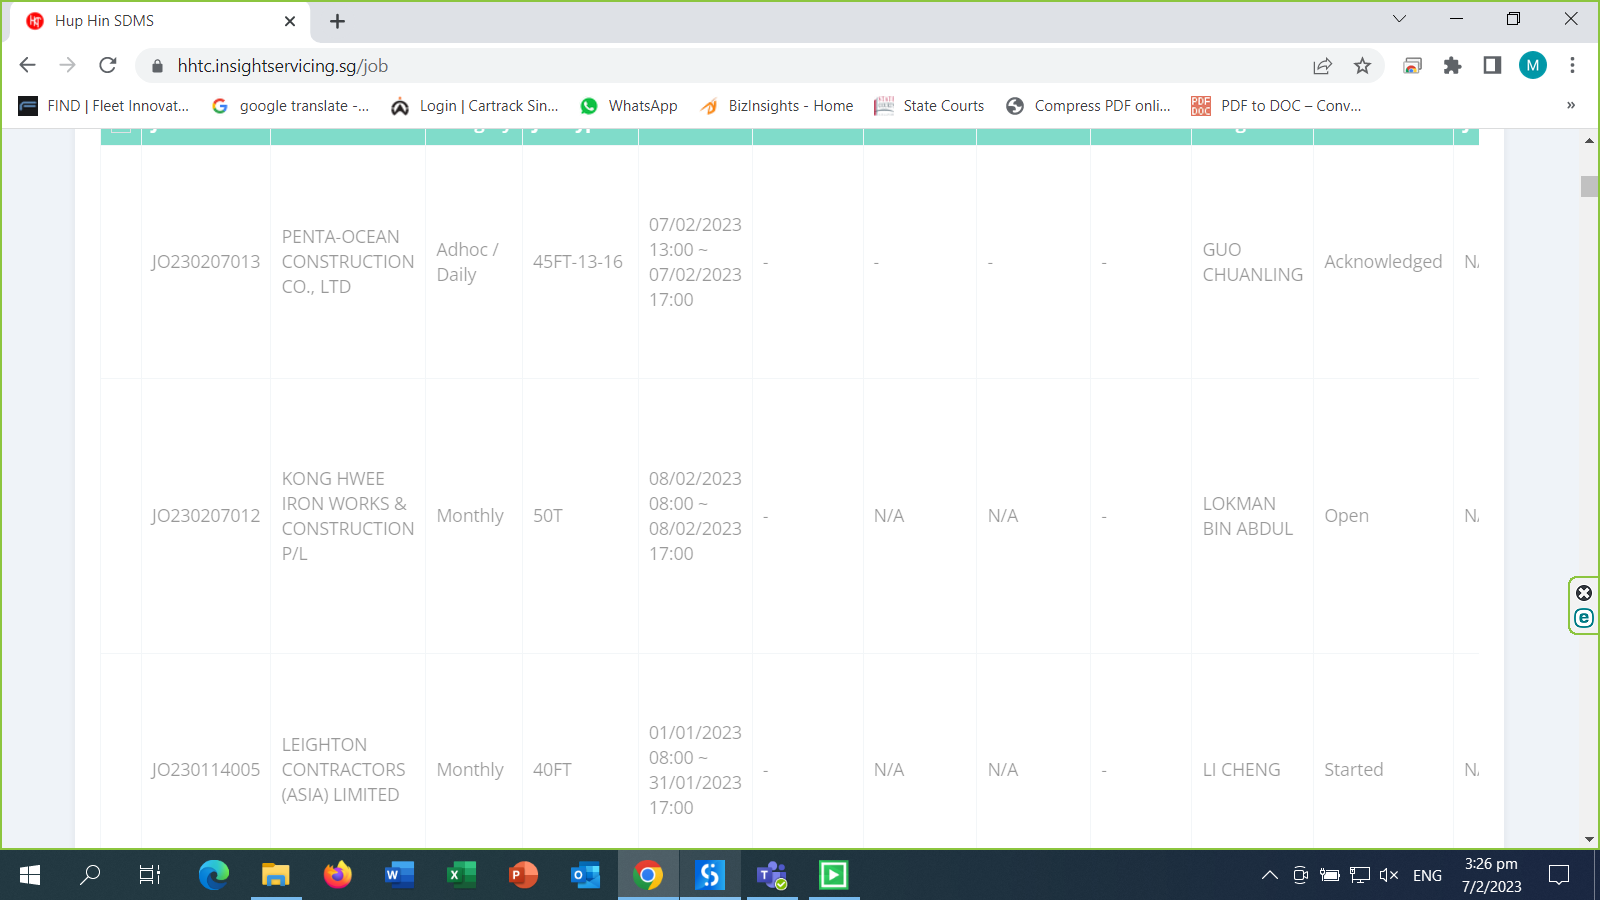 Hup Hin SDMS
hhtc.insightservicing.sg/job
M
FIND | Fleet Innovat...
google translate -...
Login | Cartrack Sin...
WhatsApp
BizInsights - Home
State Courts
Compress PDF onli...
PDF to DOC – Conv...
»
JO230207013
PENTA-OCEAN
CONSTRUCTION
CO., LTD
Adhoc /
Daily
45FT-13-16
07/02/2023
13:00 ~
07/02/2023
17:00
-
-
-
-
GUO
CHUANLING
Acknowledged
N/
JO230207012
KONG HWEE
IRON WORKS &
CONSTRUCTION
P/L
Monthly
50T
08/02/2023
08:00 ~
08/02/2023
17:00
-
N/A
N/A
-
LOKMAN
BIN ABDUL
Open
N/
JO230114005
LEIGHTON
CONTRACTORS
(ASIA) LIMITED
Monthly
40FT
01/01/2023
08:00 ~
31/01/2023
17:00
-
N/A
N/A
-
LI CHENG
Started
N/
ENG
3:26 pm
7/2/2023